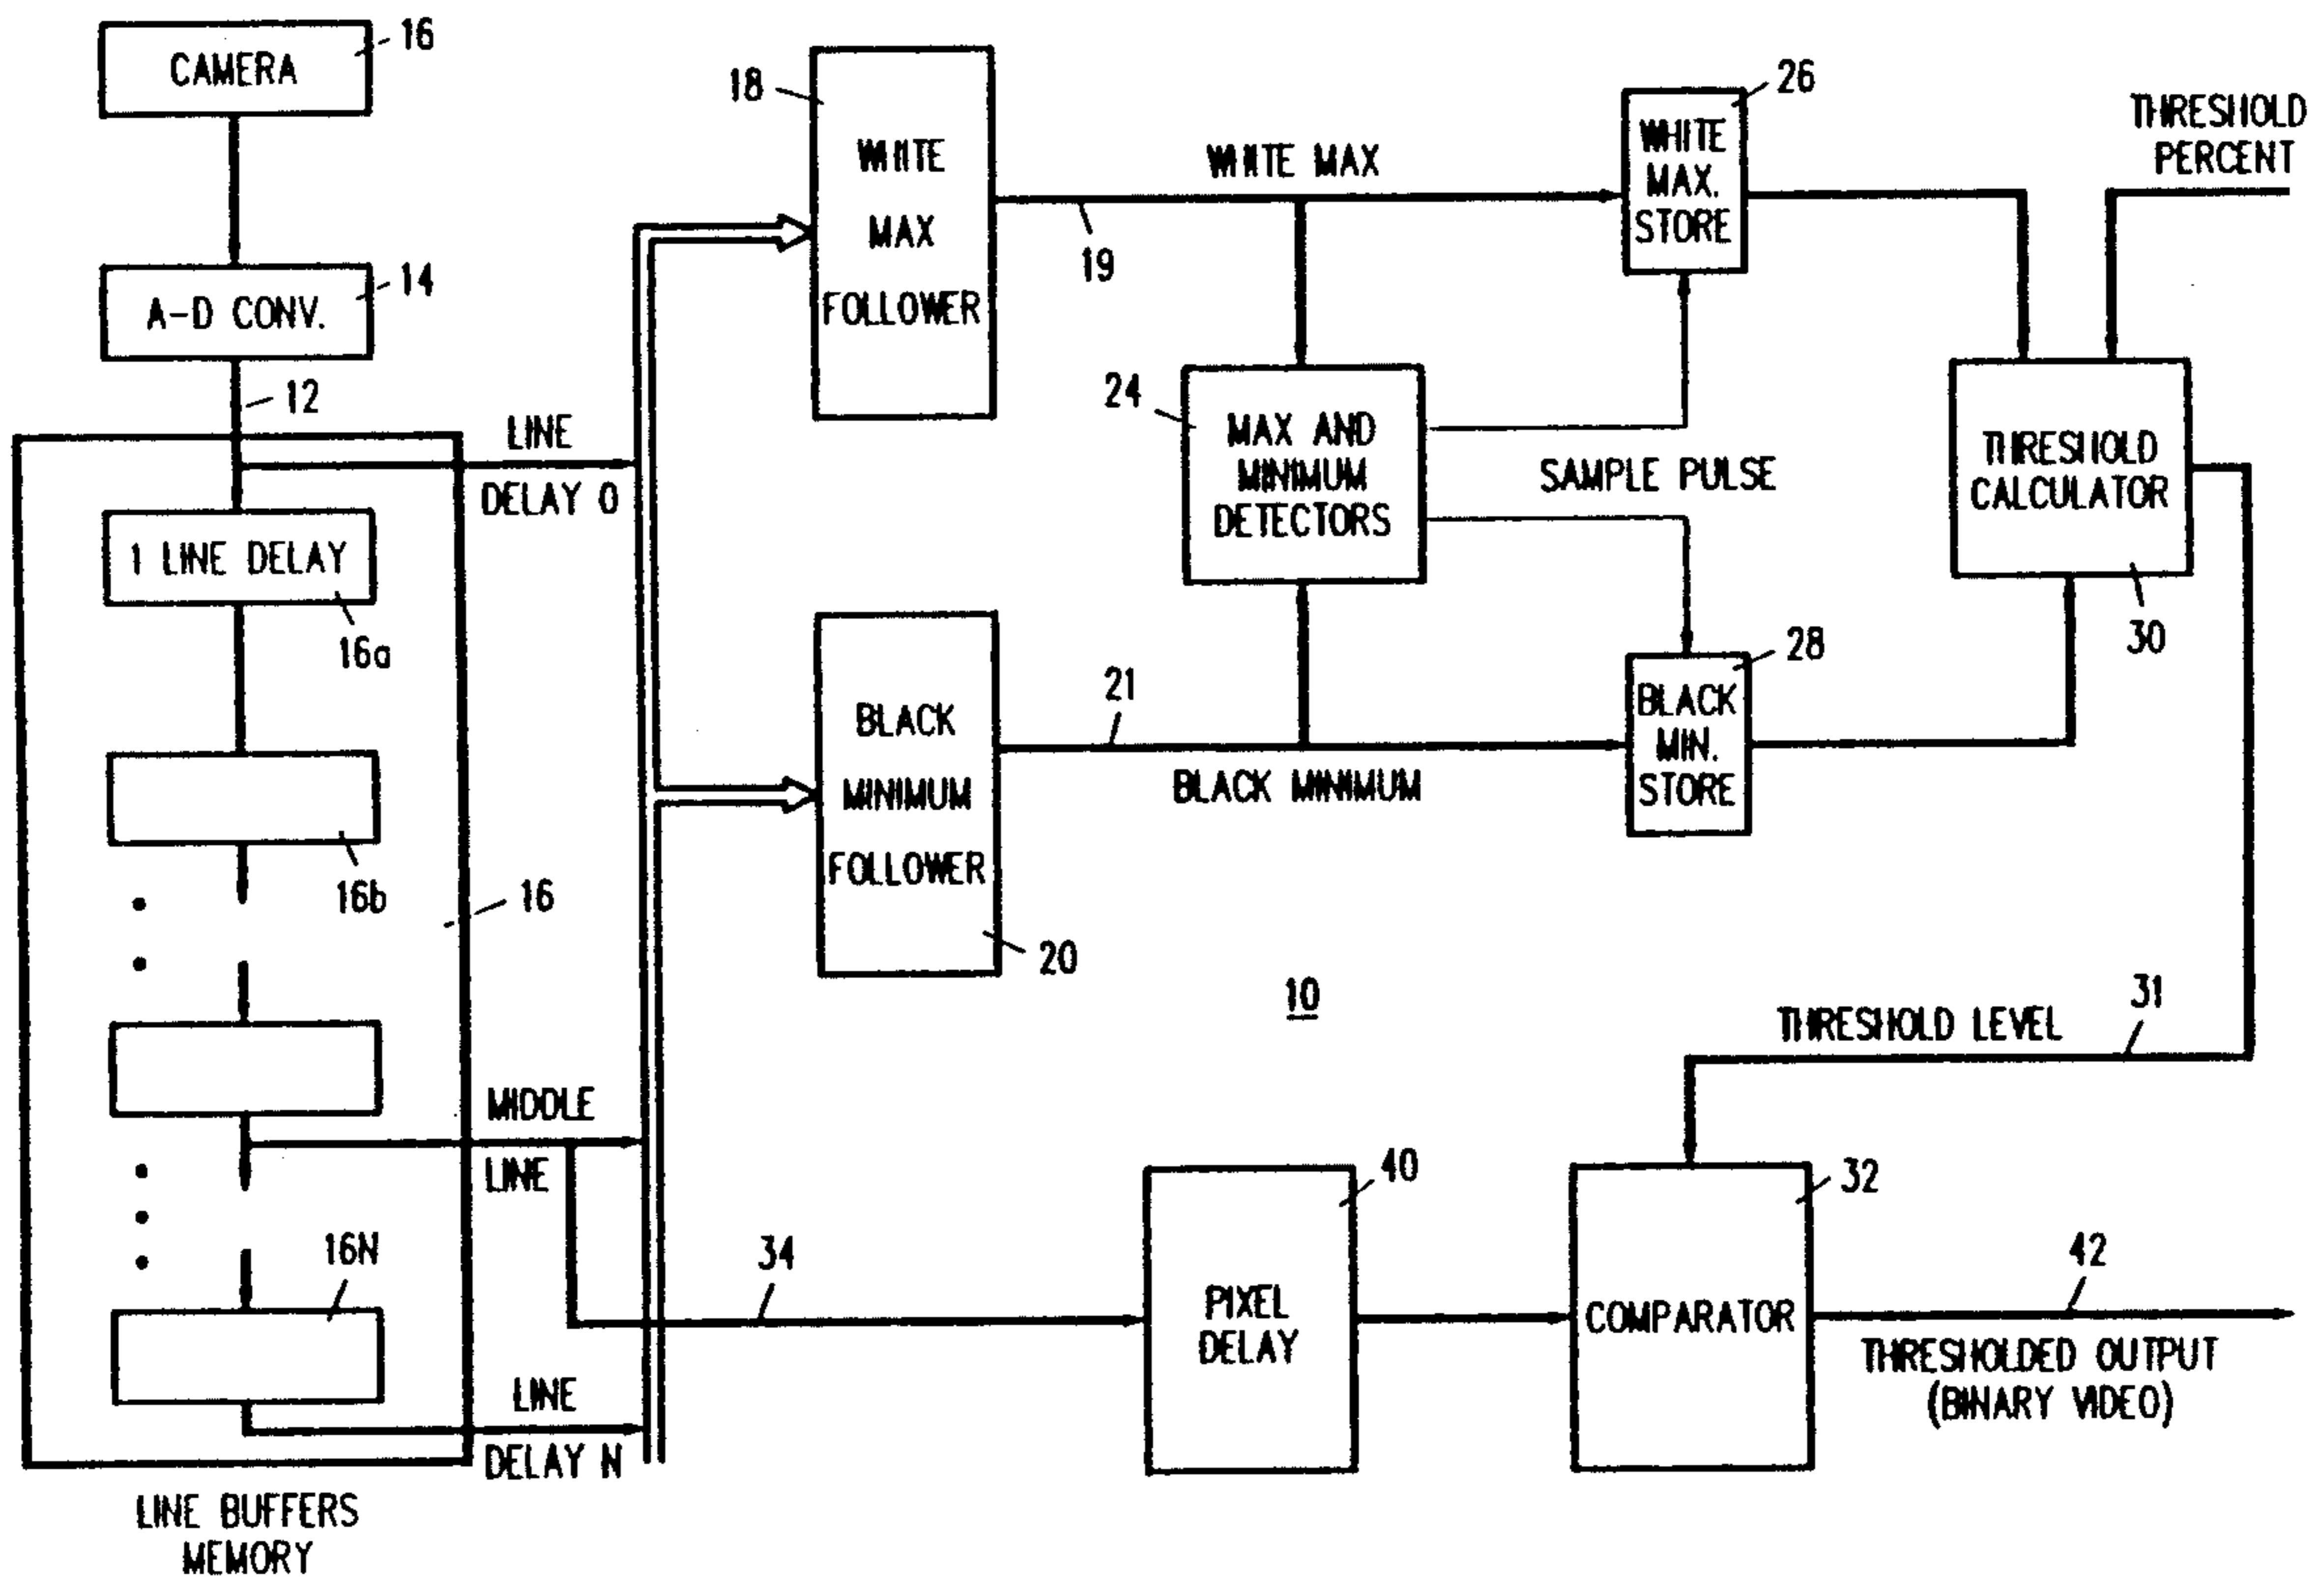 CAMERA
16
A-D CONV.
14
12
LINE
DELAY 0
1 LINE DELAY
16a
16b
16
MIDDLE
LINE
16N
LINE
DELAY N
LINE BUFFERS
MEMORY
18
WHITE
MAX
FOLLOWER
WHITE MAX
19
26
WHITE
MAX.
STORE
THRESHOLD
PERCENT
24
MAX AND
MINIMUM
DETECTORS
SAMPLE PULSE
THRESHOLD
CALCULATOR
30
BLACK
MINIMUM
FOLLOWER
20
21
BLACK MINIMUM
28
BLACK
MIN.
STORE
10
THRESHOLD LEVEL
31
34
40
PIXEL
DELAY
32
COMPARATOR
42
THRESHOLDED OUTPUT
(BINARY VIDEO)